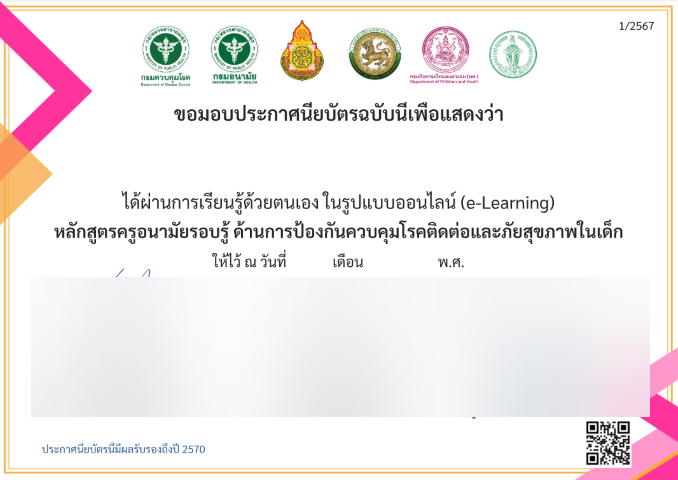 1/2567
กรมควบคุมโรค
Department of Disease Control
กรมอนามัย
DEPARTMENT OF HEALTH
กรมกิจการเด็กและเยาวชน (ดย.)
Department of Children and Youth
ขอมอบประกาศนียบัตรฉบับนี้เพื่อแสดงว่า
ได้ผ่านการเรียนรู้ด้วยตนเอง ในรูปแบบออนไลน์ (e-Learning)
หลักสูตรครูอนามัยรอบรู้ ด้านการป้องกันควบคุมโรคติดต่อและภัยสุขภาพในเด็ก
ให้ไว้ ณ วันที่ เดือน พ.ศ.
ประกาศนียบัตรนี้มีผลรับรองถึงปี 2570